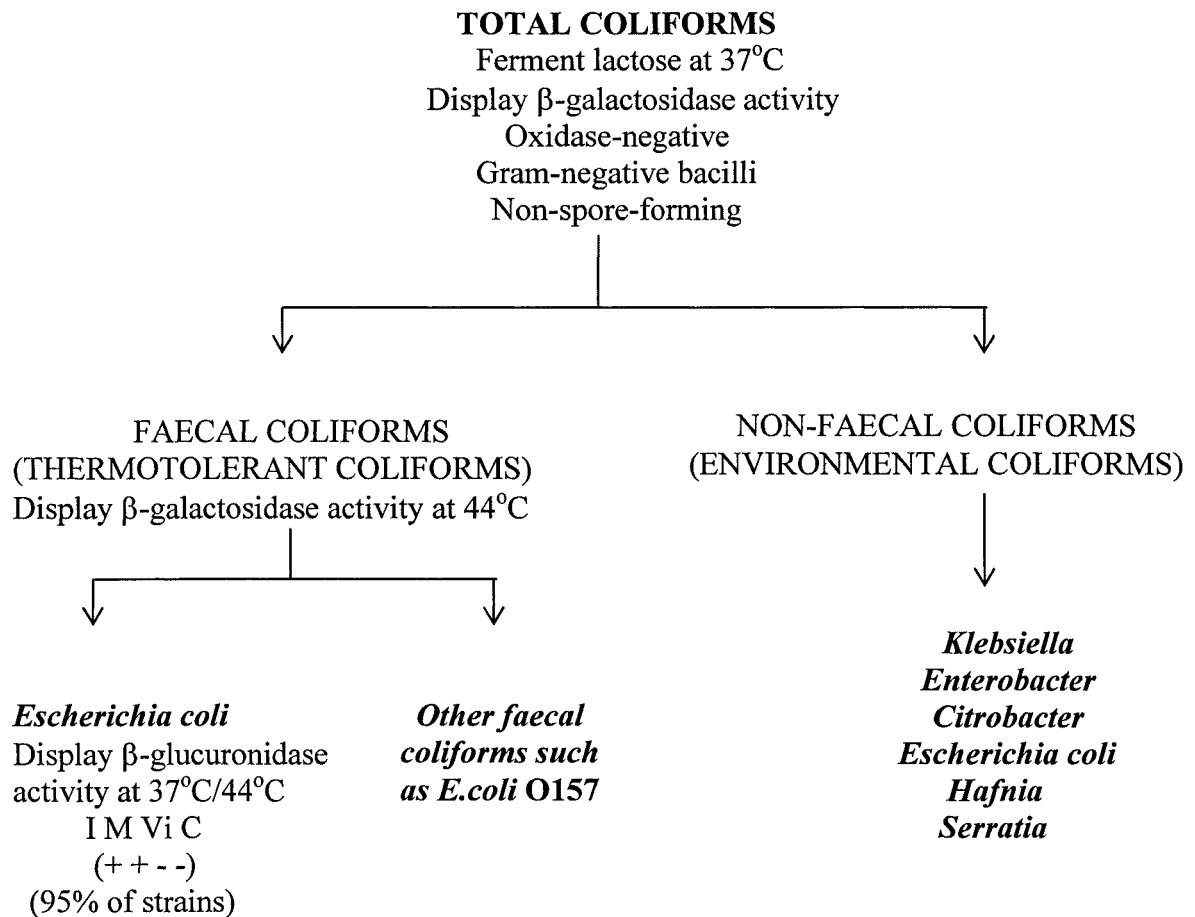 TOTAL COLIFORMS
Ferment lactose at 37°C
Display β-galactosidase activity
Oxidase-negative
Gram-negative bacilli
Non-spore-forming
FAECAL COLIFORMS
(THERMOTOLERANT COLIFORMS)
Display β-galactosidase activity at 44°C
NON-FAECAL COLIFORMS
(ENVIRONMENTAL COLIFORMS)
Escherichia coli
Display β-glucuronidase
activity at 37°C/44°C
I M Vi C
(+ + - -)
(95% of strains)
Other faecal
coliforms such
as E.coli O157
Klebsiella
Enterobacter
Citrobacter
Escherichia coli
Hafnia
Serratia